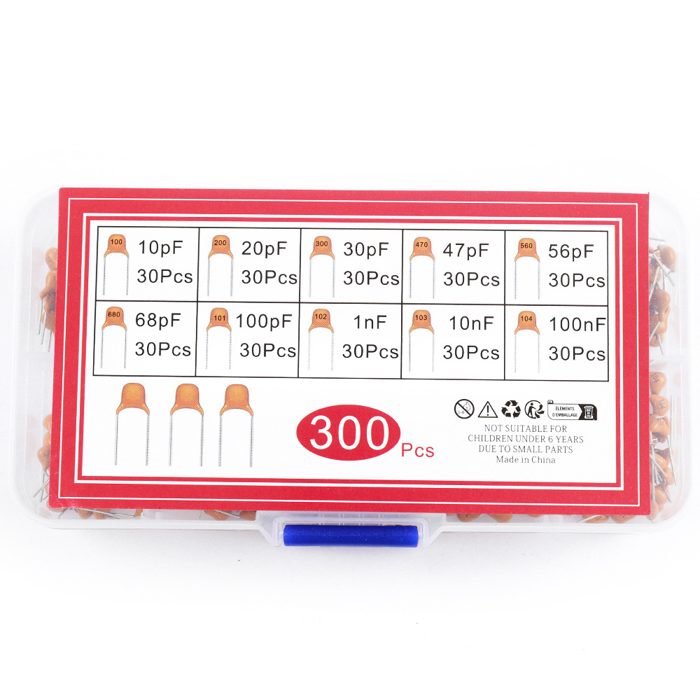 100 10pF 30Pcs
200 20pF 30Pcs
300 30pF 30Pcs
470 47pF 30Pcs
560 56pF 30Pcs
680 68pF 30Pcs
101 100pF 30Pcs
102 1nF 30Pcs
103 10nF 30Pcs
104 100nF 30Pcs
300 Pcs
ÉLÉMENTS
D'EMBALLAGE
NOT SUITABLE FOR
CHILDREN UNDER 6 YEARS
DUE TO SMALL PARTS
Made in China